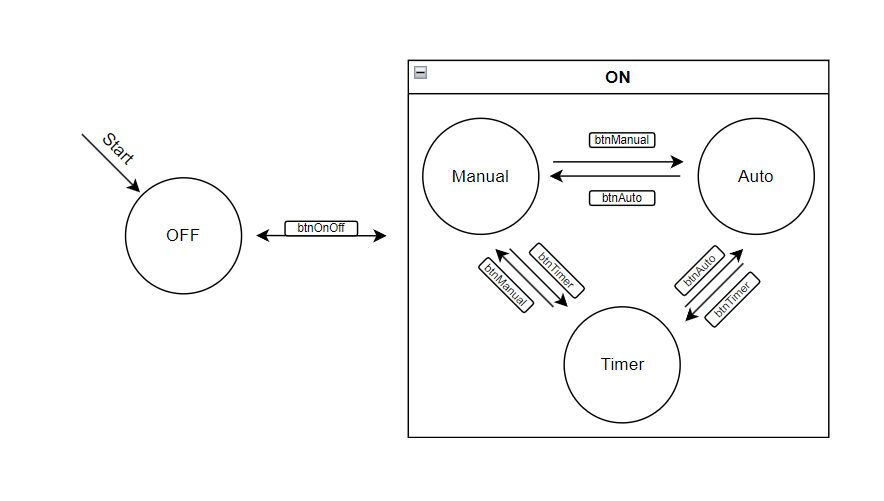 ON
Start
OFF
btnOnOff
Manual
btnManual
btnAuto
Auto
btnTimer
btnManual
btnAuto
btnTimer
Timer